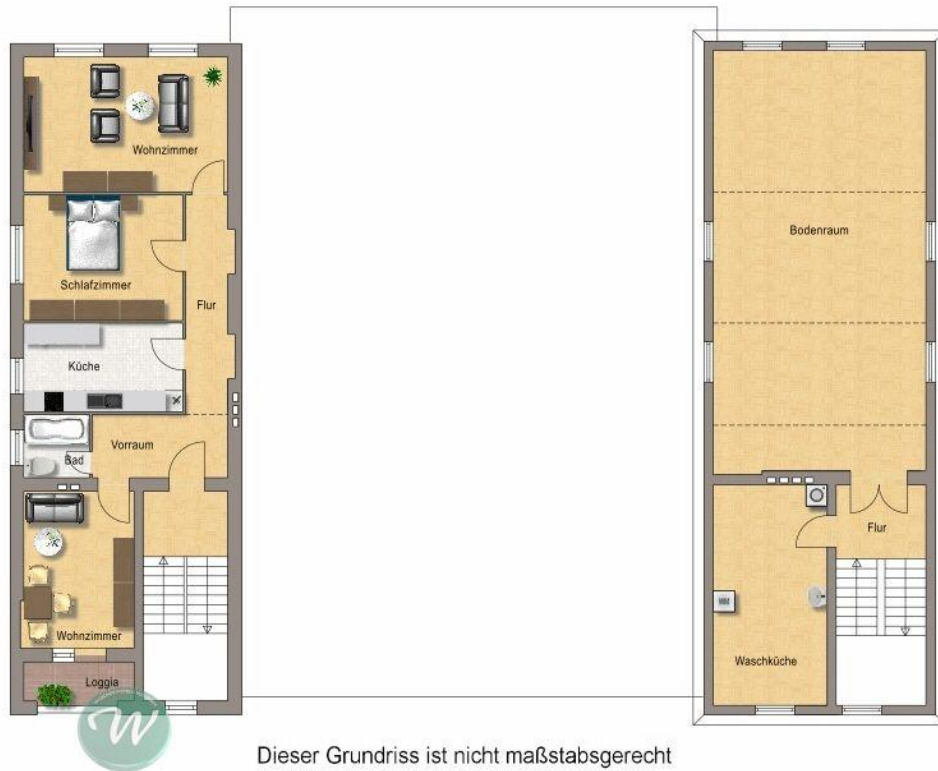 Wohnzimmer
Schlafzimmer
Flur
Küche
Vorraum
Bad
Wohnzimmer
Loggia
W
Bodenraum
Flur
Waschküche
Dieser Grundriss ist nicht maßstabsgerecht